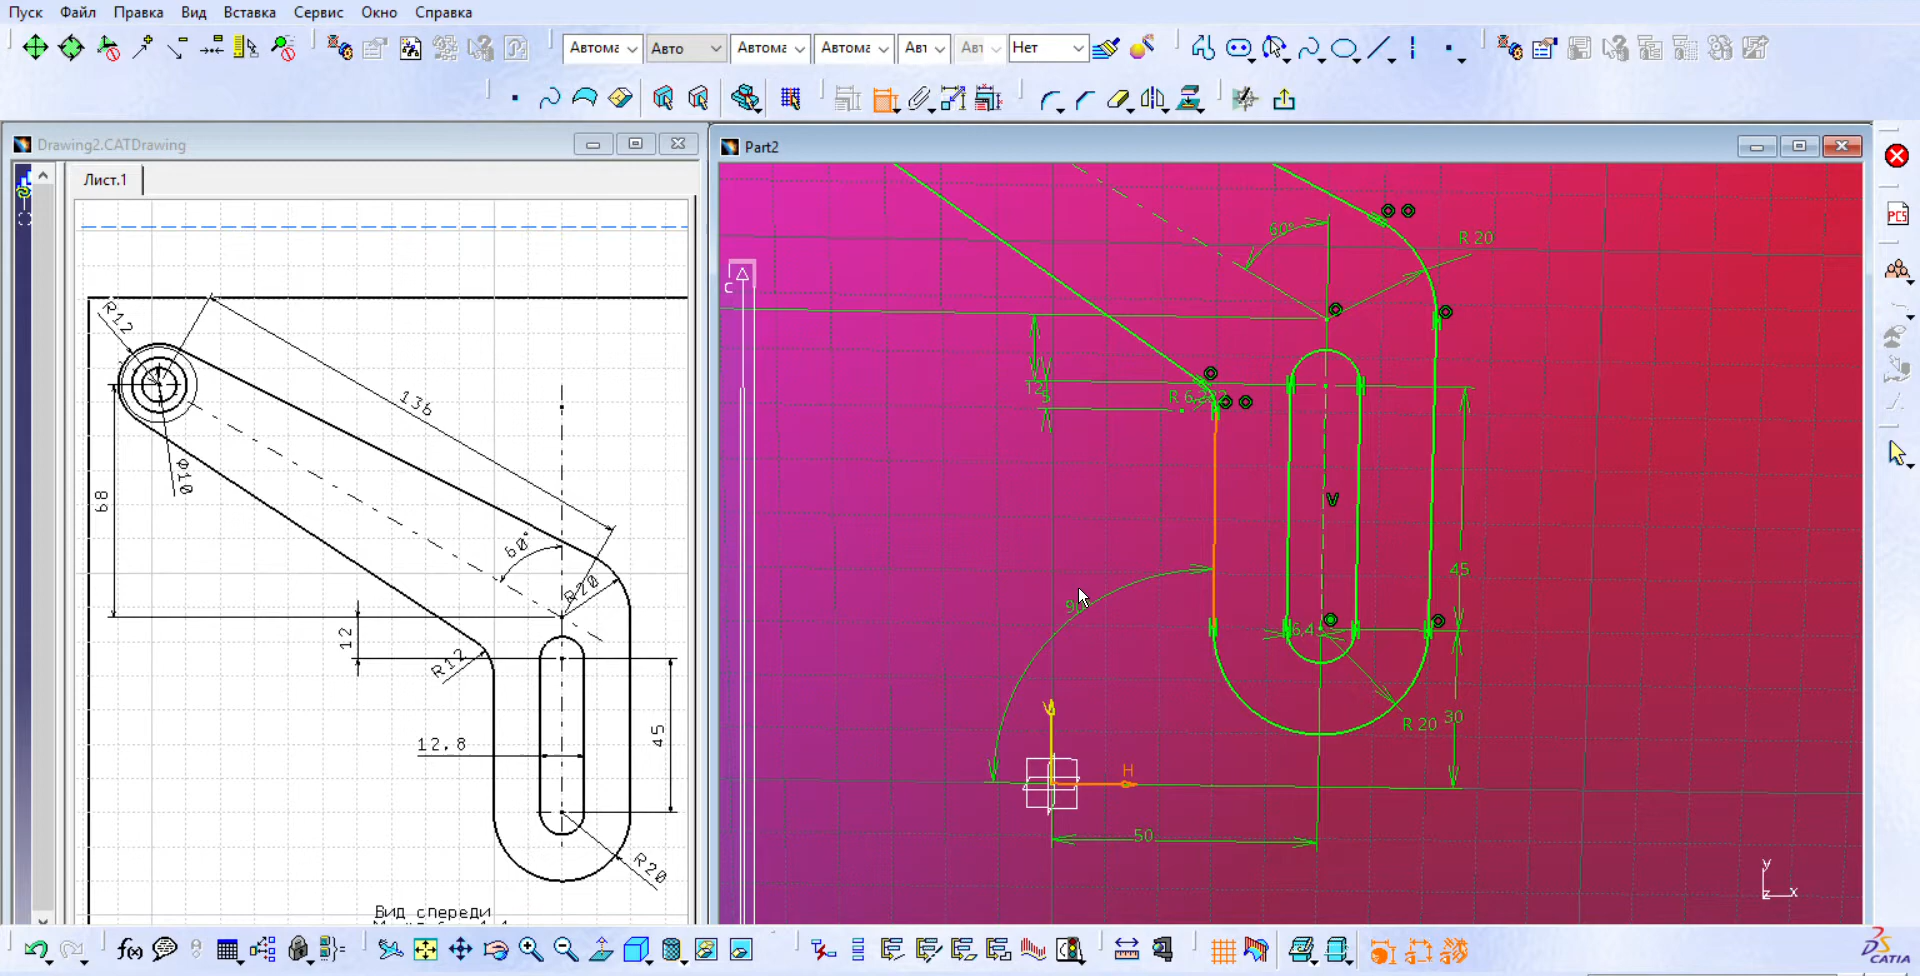 Пуск Файл Правка Вид Вставка Сервис Окно Справка
Автома Авто Автома Автома Авт Авт Нет
Drawing2.CATDrawing
Part2
Лист.1
PCS
R12
136
Ø10
68
60°
R20
12
R12
12,8
45
R20
Вид спереди
C
60°
R 20
12
5
V
45
6,4
R 20
30
50
V
H
y
z x
f(x)
CATIA